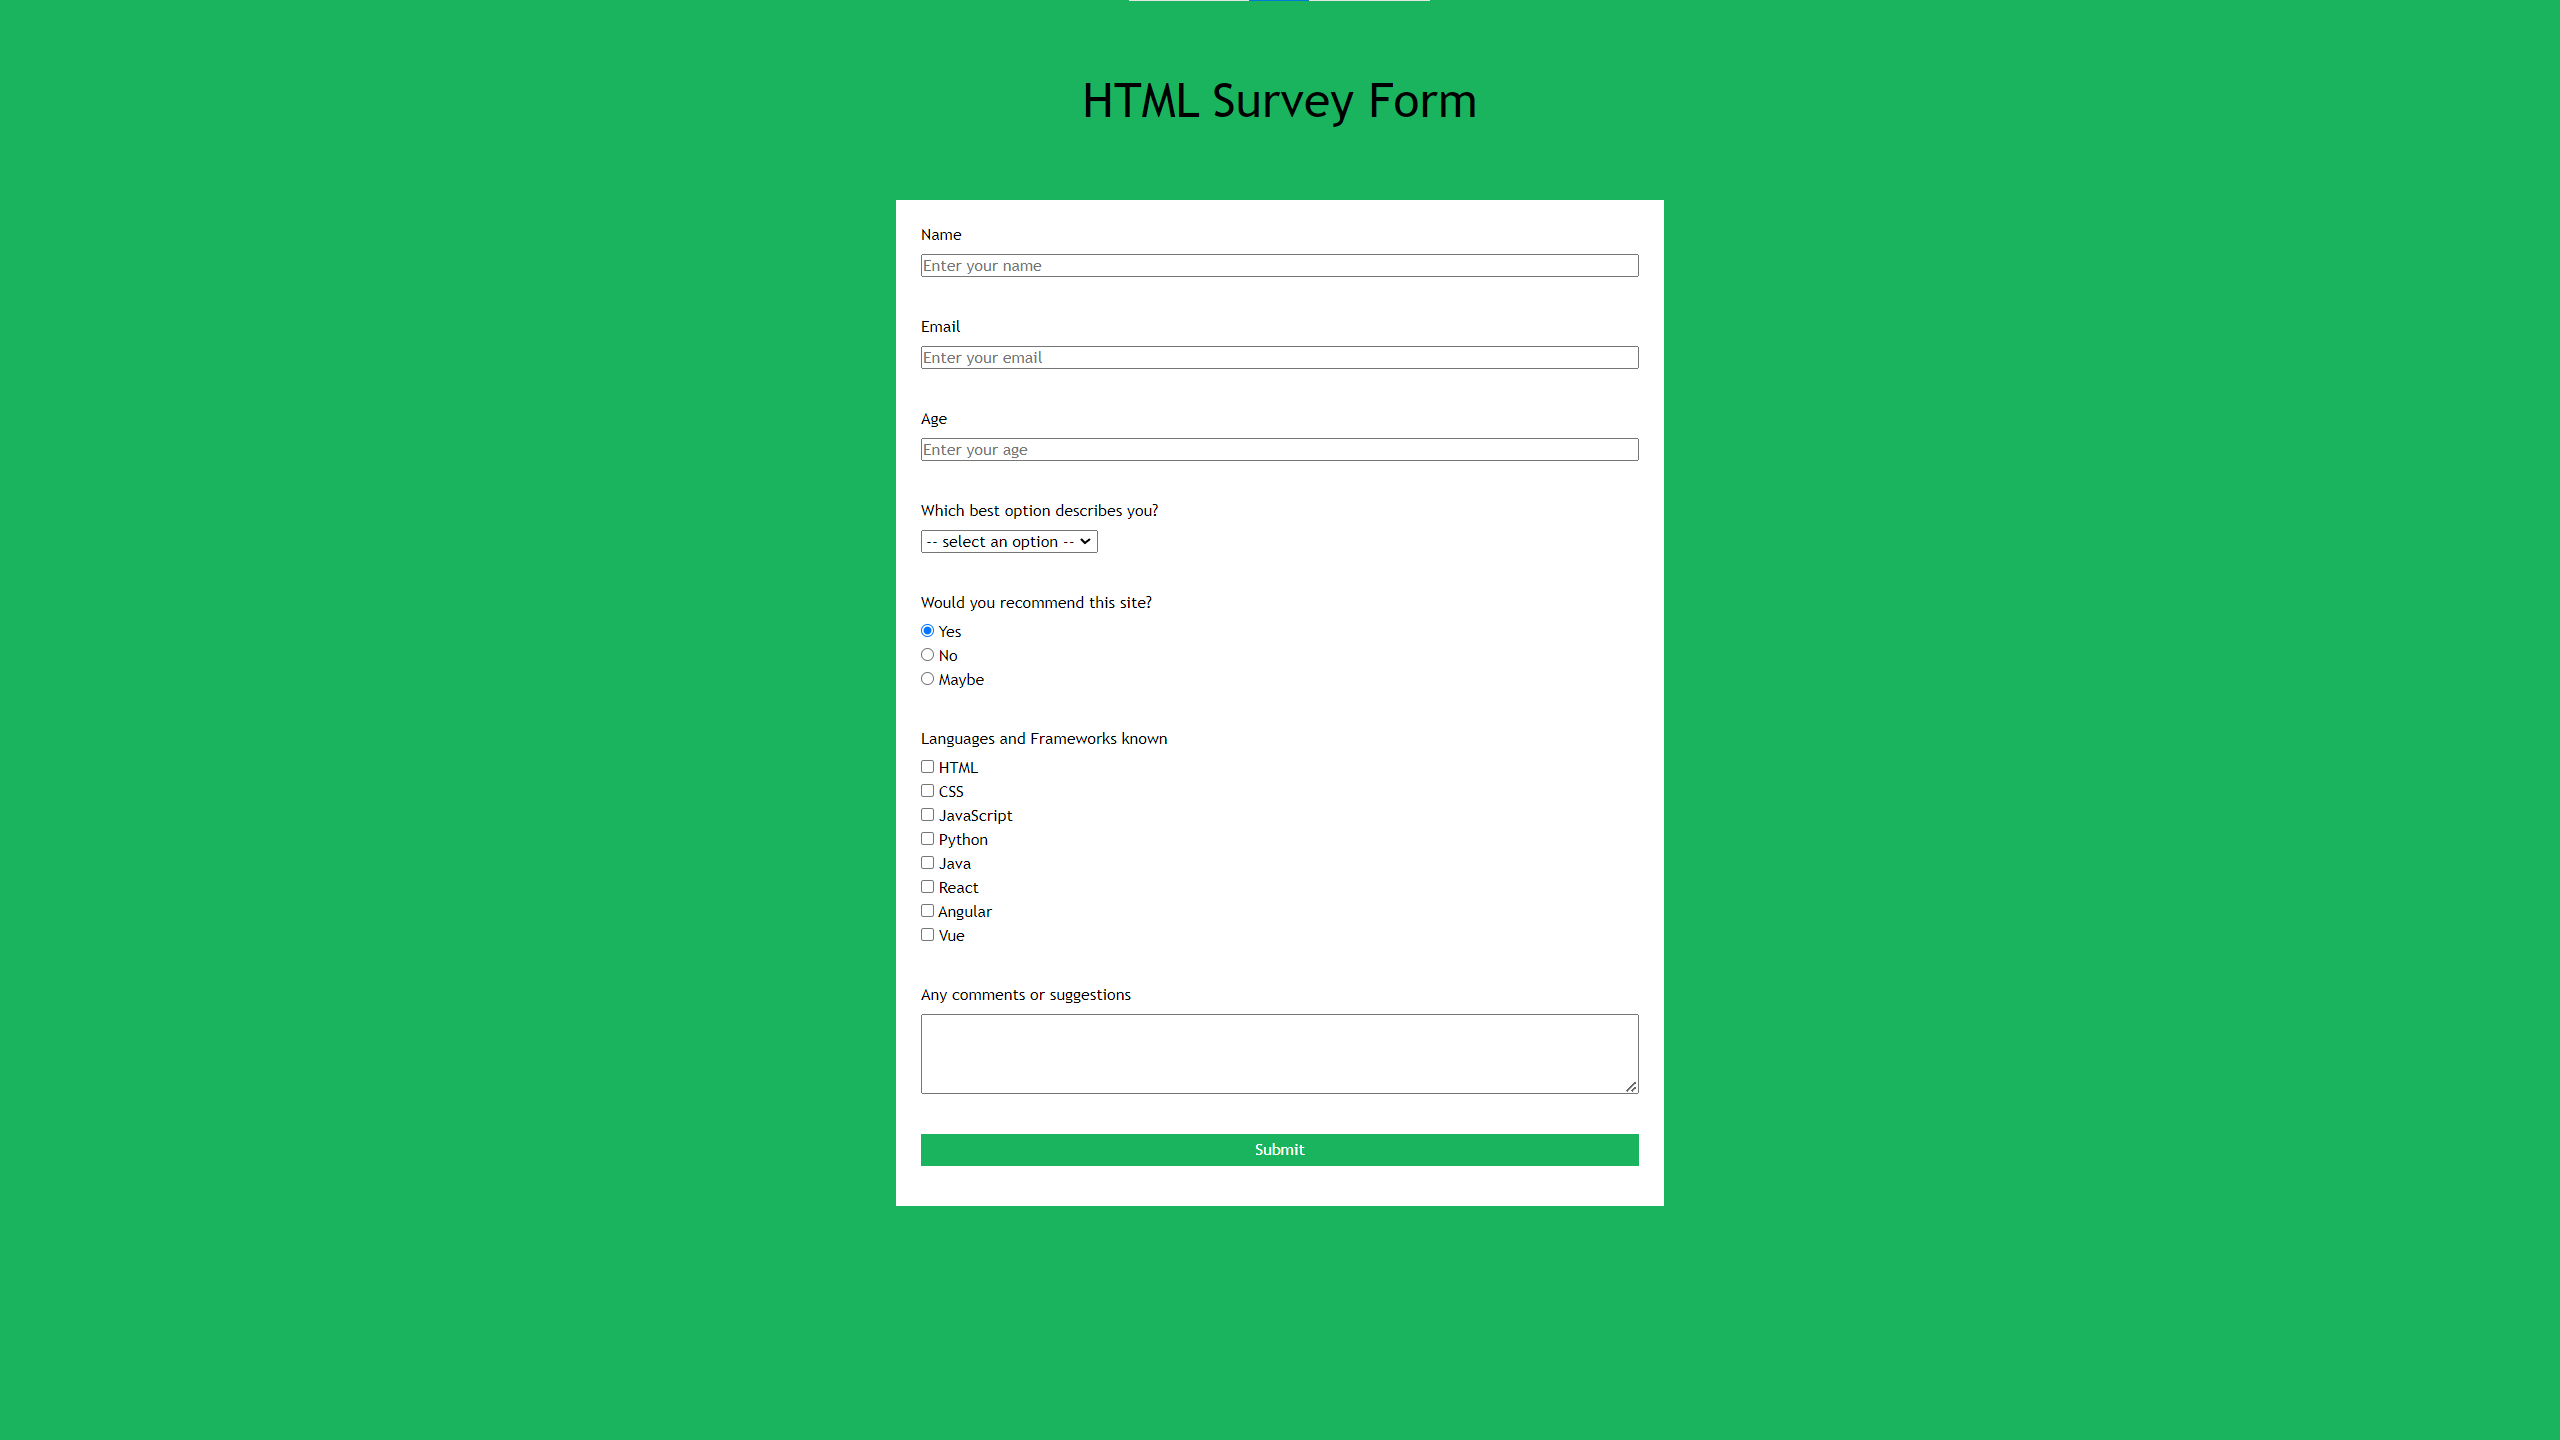 HTML Survey Form
Name
Enter your name
Email
Enter your email
Age
Enter your age
Which best option describes you?
-- select an option --
Would you recommend this site?
Yes
No
Maybe
Languages and Frameworks known
HTML
CSS
JavaScript
Python
Java
React
Angular
Vue
Any comments or suggestions
Submit